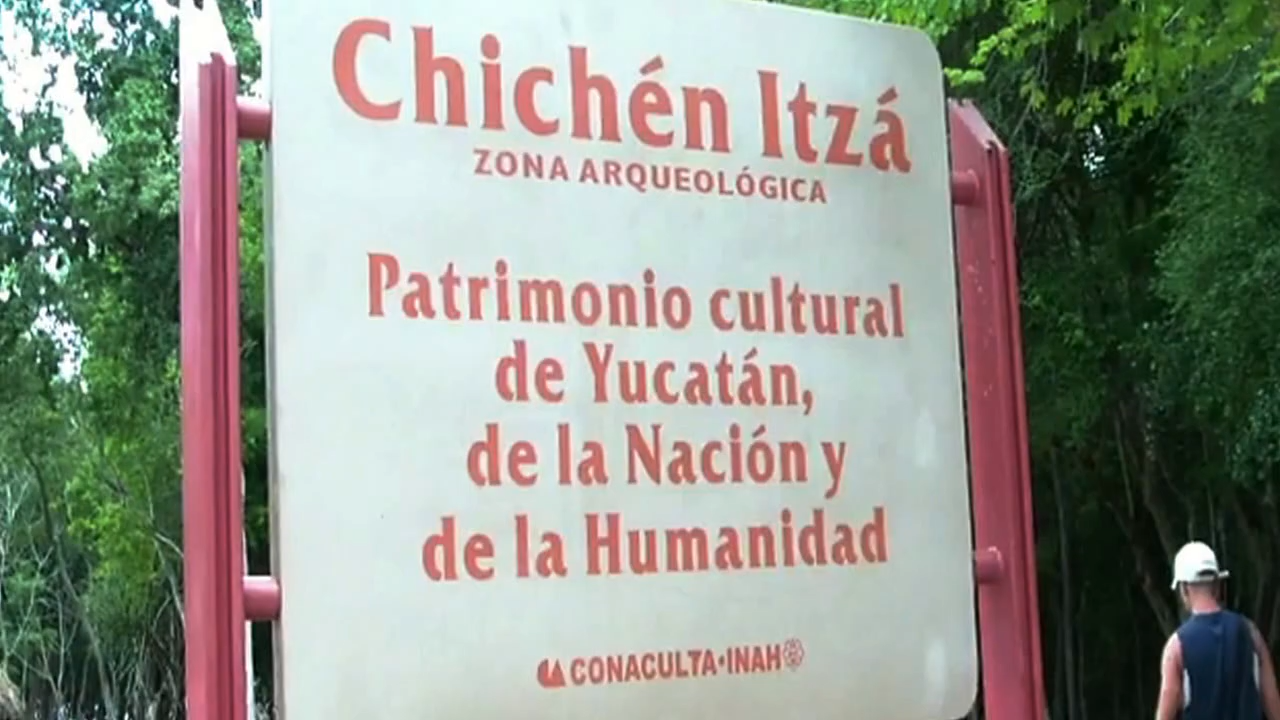 Chichén Itzá
ZONA ARQUEOLÓGICA
Patrimonio cultural
de Yucatán,
de la Nación y
de la Humanidad
CONACULTA•INAH